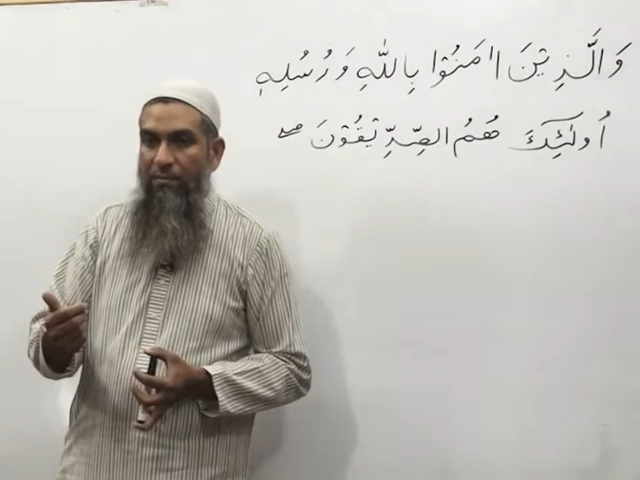 وَالَّذِيْنَ اٰمَنُوْا بِاللّٰهِ وَرُسُلِهٖ
اُولٰٓئِكَ هُمُ الصِّدِّيْقُوْنَ ۖ